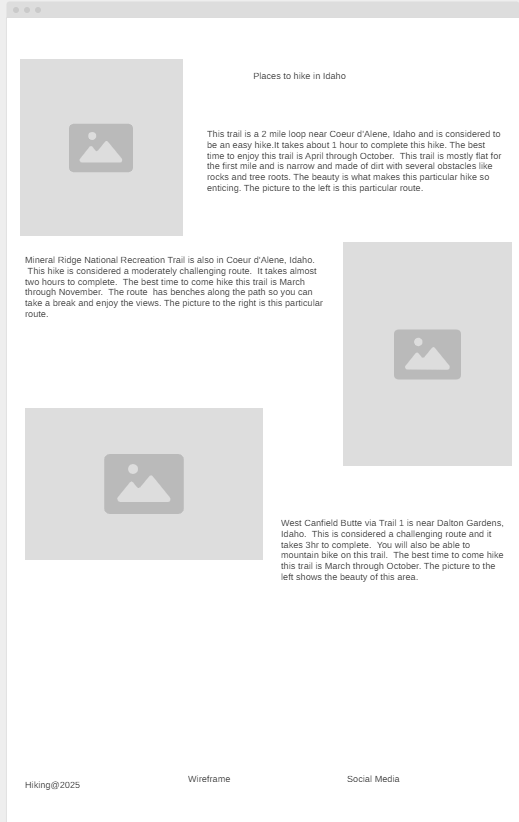 Places to hike in Idaho
This trail is a 2 mile loop near Coeur d'Alene, Idaho and is considered to
be an easy hike.It takes about 1 hour to complete this hike. The best
time to enjoy this trail is April through October.  This trail is mostly flat for
the first mile and is narrow and made of dirt with several obstacles like
rocks and tree roots. The beauty is what makes this particular hike so
enticing. The picture to the left is this particular route.
Mineral Ridge National Recreation Trail is also in Coeur d'Alene, Idaho.
This hike is considered a moderately challenging route.  It takes almost
two hours to complete.  The best time to come hike this trail is March
through November.  The route  has benches along the path so you can
take a break and enjoy the views. The picture to the right is this particular
route.
West Canfield Butte via Trail 1 is near Dalton Gardens,
Idaho.  This is considered a challenging route and it
takes 3hr to complete.  You will also be able to
mountain bike on this trail.  The best time to come hike
this trail is March through October. The picture to the
left shows the beauty of this area.
Hiking@2025
Wireframe
Social Media